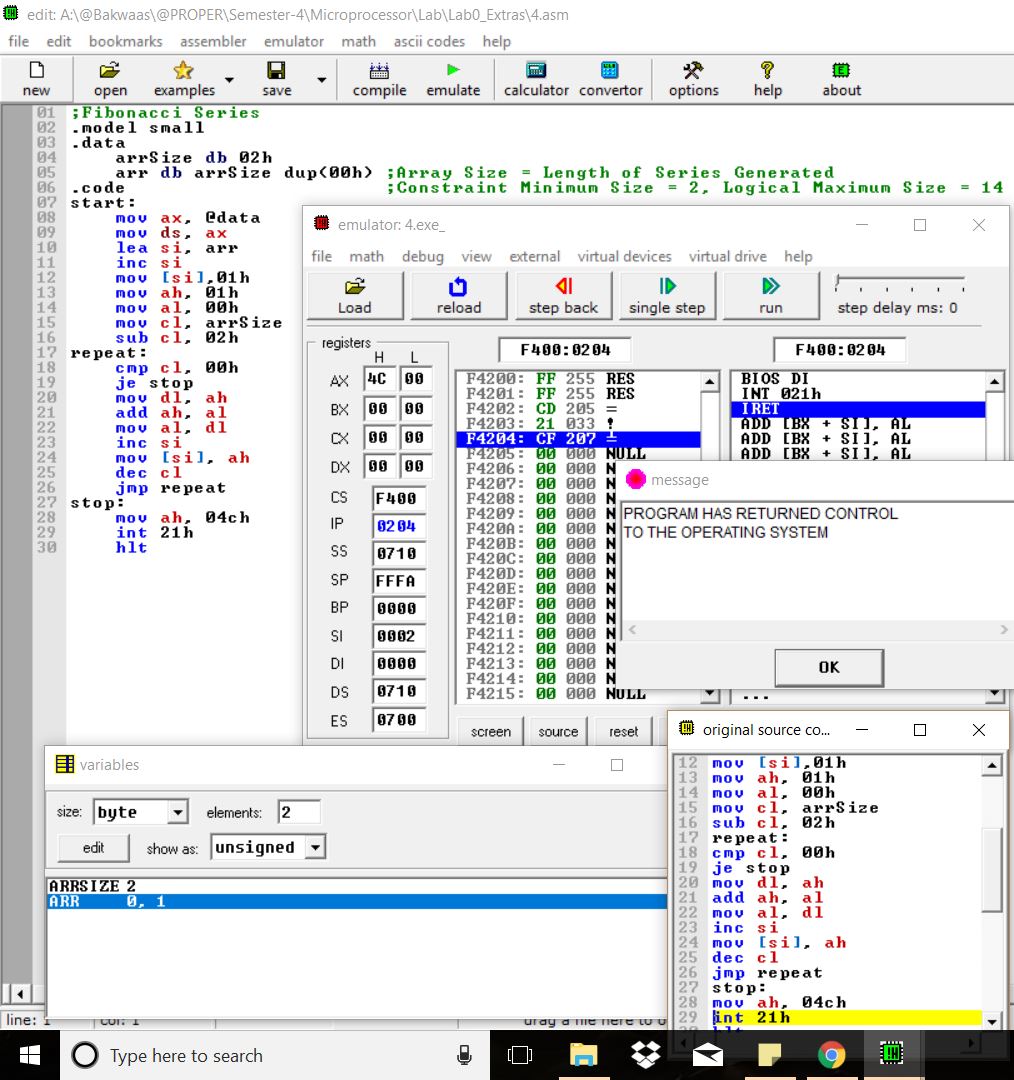 edit: A:\@Bakwaas\@PROPER\Semester-4\Microprocessor\Lab\Lab0_Extras\4.asm
file edit bookmarks assembler emulator math ascii codes help
new open examples save compile emulate calculator convertor options help about
01 ;Fibonacci Series
02 .model small
03 .data
04 arrSize db 02h
05 arr db arrSize dup(00h) ;Array Size = Length of Series Generated
06 .code ;Constraint Minimum Size = 2, Logical Maximum Size = 14
07 start:
08 mov ax, @data
09 mov ds, ax
10 lea si, arr
11 inc si
12 mov [si],01h
13 mov ah, 01h
14 mov al, 00h
15 mov cl, arrSize
16 sub cl, 02h
17 repeat:
18 cmp cl, 00h
19 je stop
20 mov dl, ah
21 add ah, al
22 mov al, dl
23 inc si
24 mov [si], ah
25 dec cl
26 jmp repeat
27 stop:
28 mov ah, 04ch
29 int 21h
30 hlt
emulator: 4.exe_
file math debug view external virtual devices virtual drive help
Load reload step back single step run step delay ms: 0
registers
H L
AX 4C 00
BX 00 00
CX 00 00
DX 00 00
CS F400
IP 0204
SS 0710
SP FFFA
BP 0000
SI 0002
DI 0000
DS 0710
ES 0700
F400:0204 F400:0204
F4200: FF 255 RES
F4201: FF 255 RES
F4202: CD 205 =
F4203: 21 033 !
F4204: CF 207 ╧
F4205: 00 000 NULL
F4206: 00 000 N
F4207: 00 000 N
F4208: 00 000 N
F4209: 00 000 N
F420A: 00 000 N
F420B: 00 000 N
F420C: 00 000 N
F420D: 00 000 N
F420E: 00 000 N
F420F: 00 000 N
F4210: 00 000 N
F4211: 00 000 N
F4212: 00 000 N
F4213: 00 000 N
F4214: 00 000 N
F4215: 00 000 NULL
BIOS DI
INT 021h
IRET
ADD [BX + SI], AL
ADD [BX + SI], AL
ADD [BX + SI], AL
...
message
PROGRAM HAS RETURNED CONTROL
TO THE OPERATING SYSTEM
OK
screen source reset
variables
size: byte elements: 2
edit show as: unsigned
ARRSIZE 2
ARR 0, 1
original source co...
12 mov [si],01h
13 mov ah, 01h
14 mov al, 00h
15 mov cl, arrSize
16 sub cl, 02h
17 repeat:
18 cmp cl, 00h
19 je stop
20 mov dl, ah
21 add ah, al
22 mov al, dl
23 inc si
24 mov [si], ah
25 dec cl
26 jmp repeat
27 stop:
28 mov ah, 04ch
29 int 21h
line: 1 col: 1 drag a file here to o
Type here to search